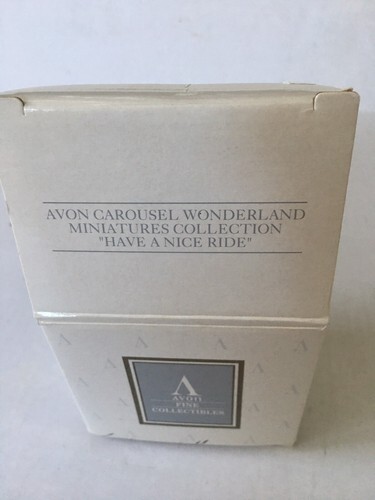 AVON CAROUSEL WONDERLAND
MINIATURES COLLECTION
"HAVE A NICE RIDE"
A
AVON
FINE
COLLECTIBLES